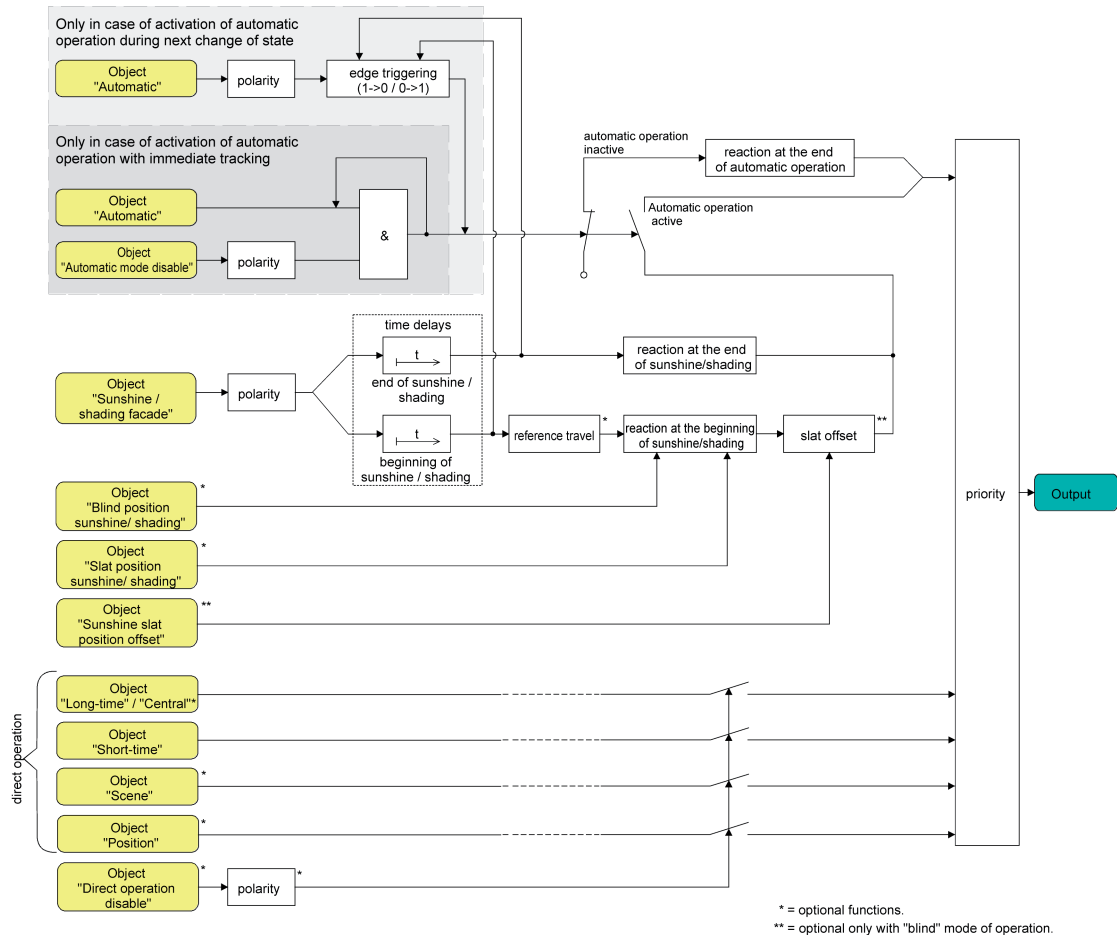 Only in case of activation of automatic
operation during next change of state
Object
"Automatic"
polarity
edge triggering
(1->0 / 0->1)
Only in case of activation of automatic
operation with immediate tracking
Object
"Automatic"
Object
"Automatic mode disable"
polarity
&
automatic operation
inactive
reaction at the end
of automatic operation
Automatic operation
active
time delays
t
end of sunshine /
shading
t
beginning of
sunshine / shading
Object
"Sunshine /
shading facade"
polarity
reaction at the end
of sunshine/shading
reference travel
*
reaction at the beginning
of sunshine/shading
slat offset
**
Object
"Blind position
sunshine/ shading"
*
Object
"Slat position
sunshine/ shading"
*
Object
"Sunshine slat
position offset"
**
priority
Output
direct operation
Object
"Long-time" / "Central"*
Object
"Short-time"
Object
"Scene"
*
Object
"Position"
*
Object
"Direct operation
disable"
*
polarity
*
* = optional functions.
** = optional only with "blind" mode of operation.